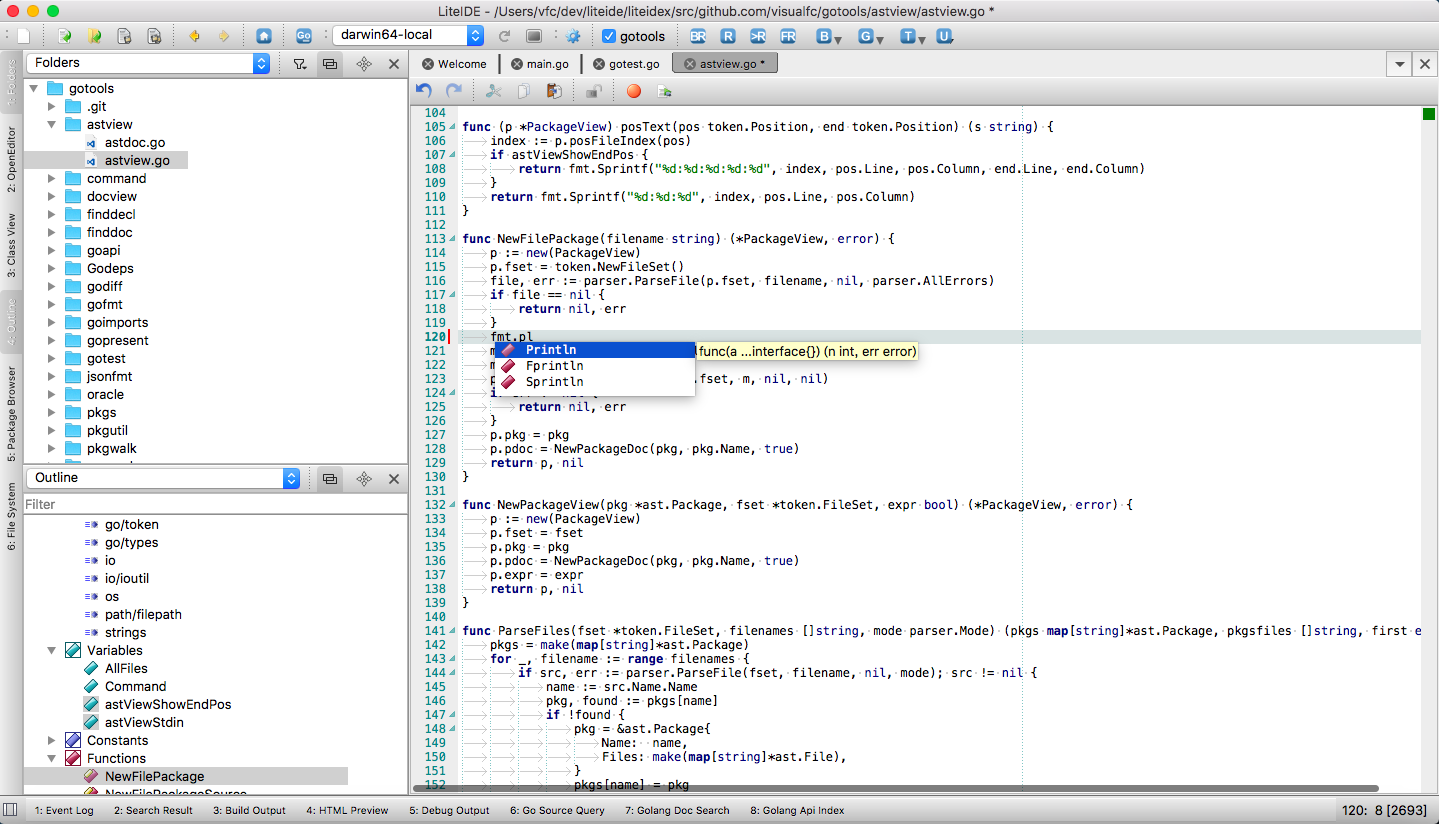 LiteIDE - /Users/vfc/dev/liteide/liteidex/src/github.com/visualfc/gotools/astview/astview.go *
Go darwin64-local gotools BR R >R FR B G T U
Folders
gotools
.git
astview
astdoc.go
astview.go
command
docview
finddecl
finddoc
goapi
Godeps
godiff
gofmt
goimports
gopresent
gotest
jsonfmt
oracle
pkgs
pkgutil
pkgwalk
1: Folders
2: OpenEditor
3: Class View
4: Outline
5: Package Browser
6: File System
Outline
Filter
go/token
go/types
io
io/ioutil
os
path/filepath
strings
Variables
AllFiles
Command
astViewShowEndPos
astViewStdin
Constants
Functions
NewFilePackage
NewFilePackageSource
Welcome main.go gotest.go astview.go *
104
105 func (p *PackageView) posText(pos token.Position, end token.Position) (s string) {
106 index := p.posFileIndex(pos)
107 if astViewShowEndPos {
108 return fmt.Sprintf("%d:%d:%d:%d:%d", index, pos.Line, pos.Column, end.Line, end.Column)
109 }
110 return fmt.Sprintf("%d:%d:%d", index, pos.Line, pos.Column)
111 }
112
113 func NewFilePackage(filename string) (*PackageView, error) {
114 p := new(PackageView)
115 p.fset = token.NewFileSet()
116 file, err := parser.ParseFile(p.fset, filename, nil, parser.AllErrors)
117 if file == nil {
118 return nil, err
119 }
120 fmt.pl
Println func(a ...interface{}) (n int, err error)
Fprintln
Sprintln
121 m
122 m
123 p .fset, m, nil, nil)
124 i
125 return nil, err
126 }
127 p.pkg = pkg
128 p.pdoc = NewPackageDoc(pkg, pkg.Name, true)
129 return p, nil
130 }
131
132 func NewPackageView(pkg *ast.Package, fset *token.FileSet, expr bool) (*PackageView, error) {
133 p := new(PackageView)
134 p.fset = fset
135 p.pkg = pkg
136 p.pdoc = NewPackageDoc(pkg, pkg.Name, true)
137 p.expr = expr
138 return p, nil
139 }
140
141 func ParseFiles(fset *token.FileSet, filenames []string, mode parser.Mode) (pkgs map[string]*ast.Package, pkgsfiles []string, first e
142 pkgs = make(map[string]*ast.Package)
143 for _, filename := range filenames {
144 if src, err := parser.ParseFile(fset, filename, nil, mode); src != nil {
145 name := src.Name.Name
146 pkg, found := pkgs[name]
147 if !found {
148 pkg = &ast.Package{
149 Name: name,
150 Files: make(map[string]*ast.File),
151 }
152 pkgs[name] = pkg
1: Event Log 2: Search Result 3: Build Output 4: HTML Preview 5: Debug Output 6: Go Source Query 7: Golang Doc Search 8: Golang Api Index 120: 8 [2693]